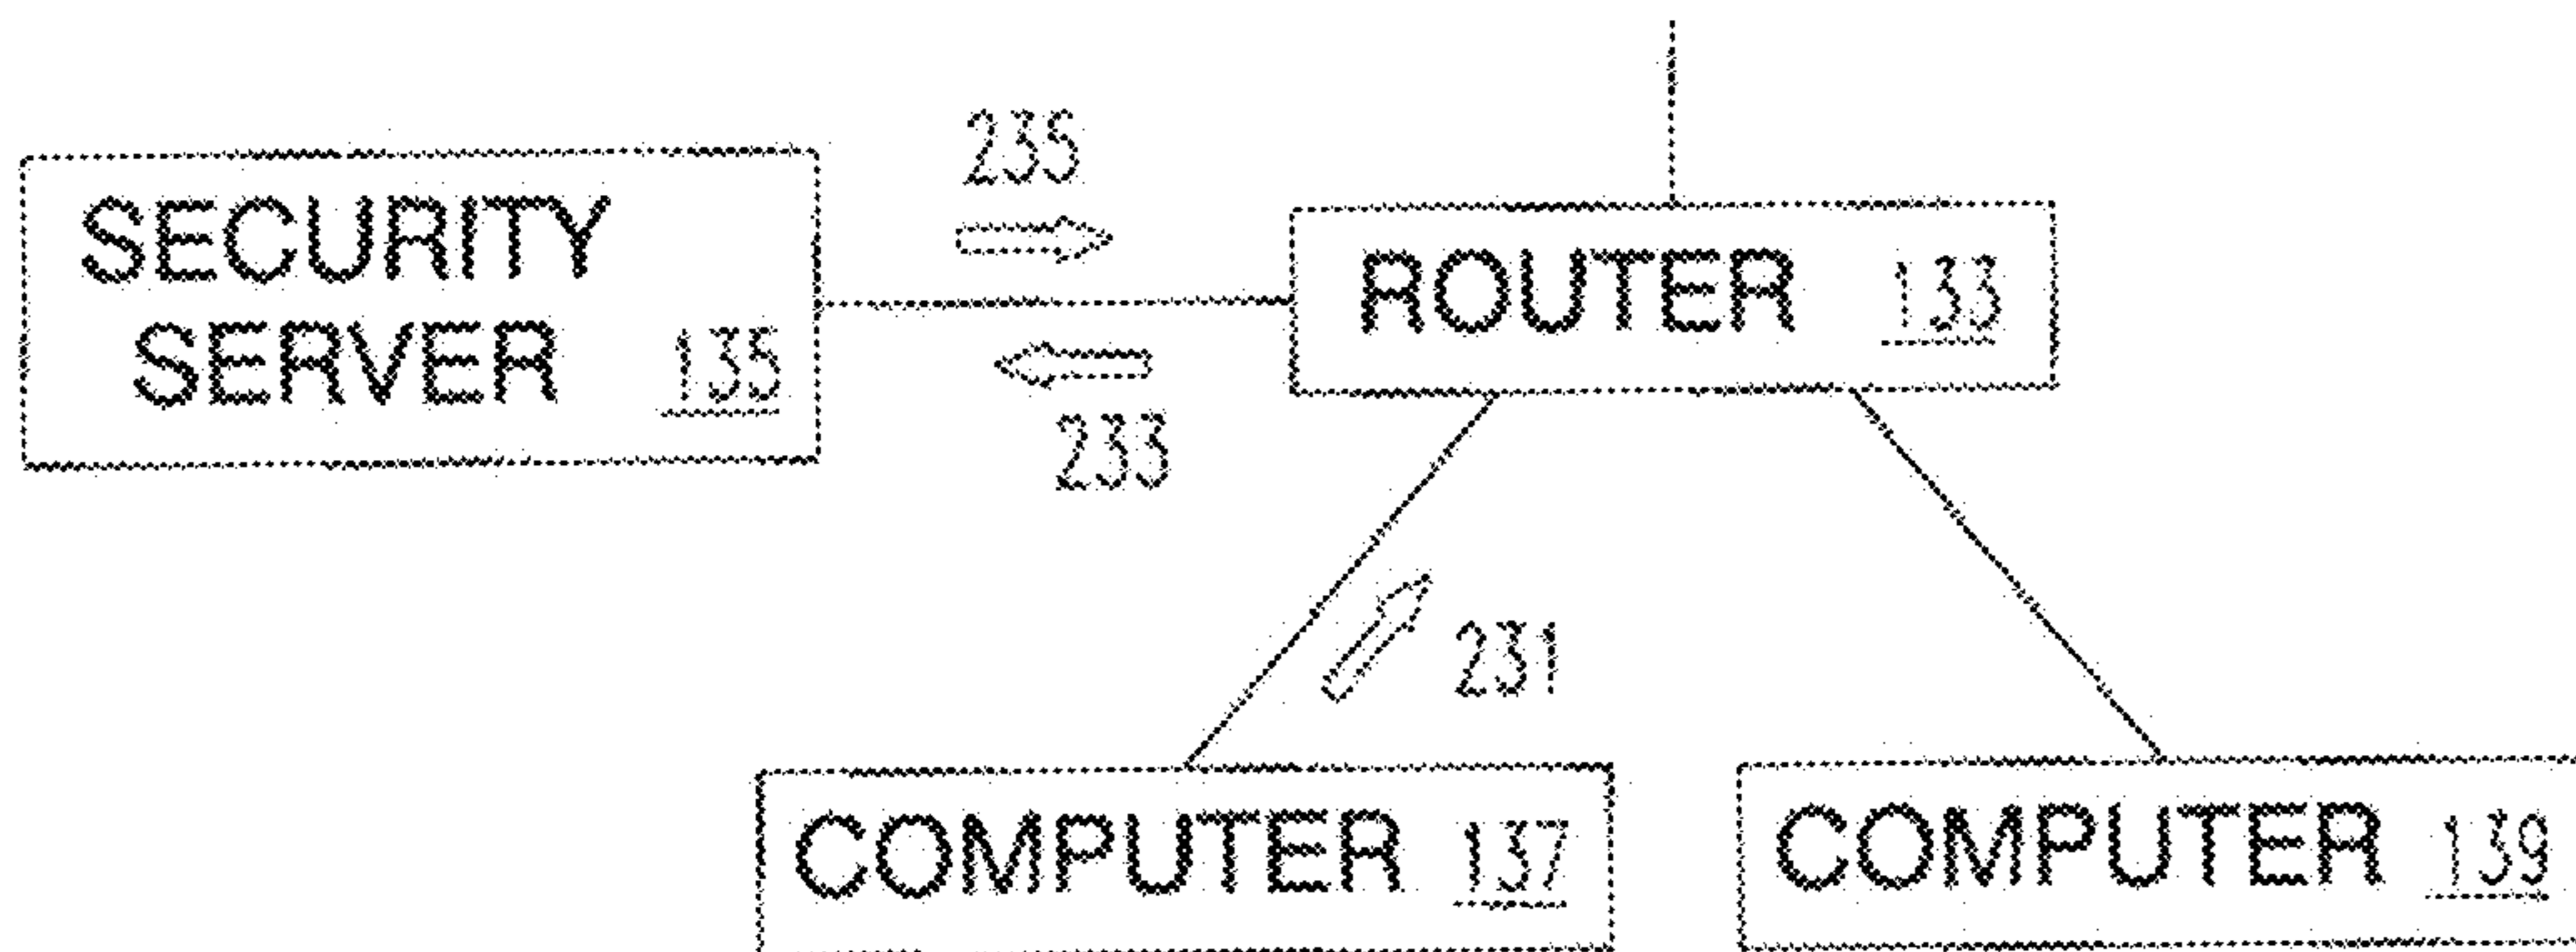 235
SECURITY
SERVER 135
ROUTER 133
233
231
COMPUTER 137
COMPUTER 139